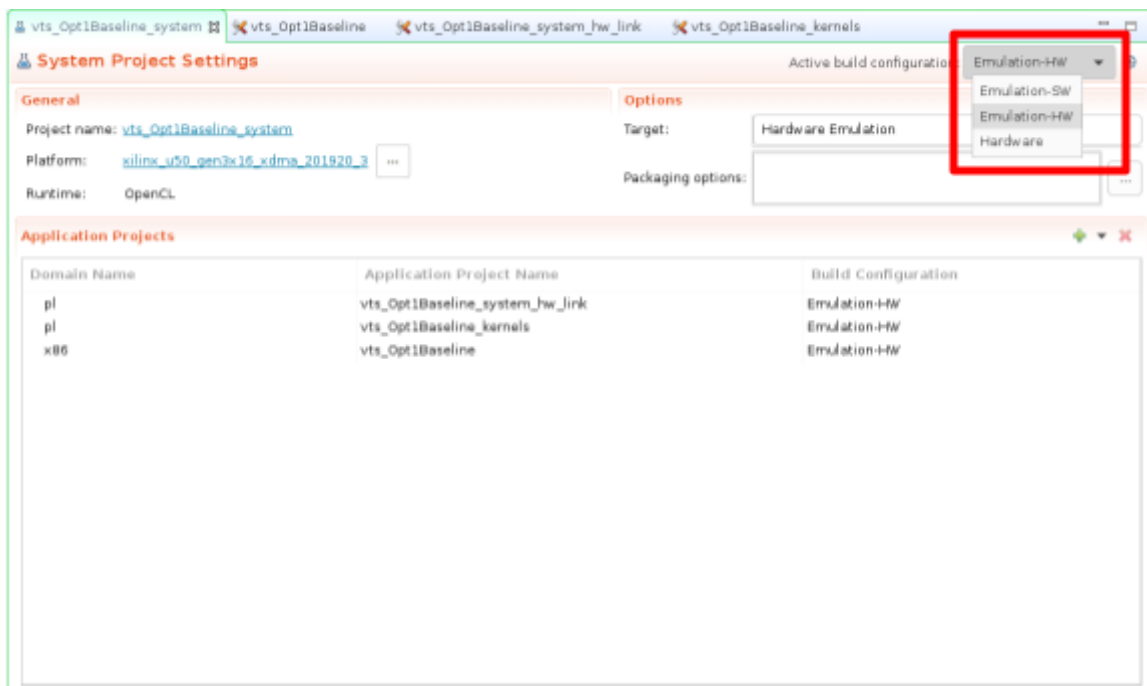 vts_Opt1Baseline_system vts_Opt1Baseline vts_Opt1Baseline_system_hw_link vts_Opt1Baseline_kernels
System Project Settings Active build configuration: Emulation-HW
Emulation-SW
Emulation-HW
Hardware
General Options
Project name: vts_Opt1Baseline_system Target: Hardware Emulation
Platform: xilinx_u50_gen3x16_xdma_201920_3 ...
Packaging options: ...
Runtime: OpenCL
Application Projects
Domain Name Application Project Name Build Configuration
pl vts_Opt1Baseline_system_hw_link Emulation-HW
pl vts_Opt1Baseline_kernels Emulation-HW
x86 vts_Opt1Baseline Emulation-HW